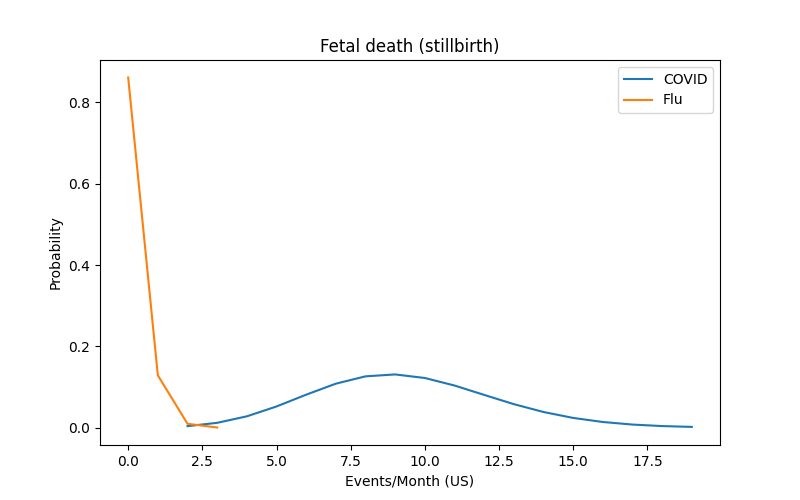 Fetal death (stillbirth)
COVID
Flu
0.8
0.6
0.4
0.2
0.0
Probability
0.0 2.5 5.0 7.5 10.0 12.5 15.0 17.5
Events/Month (US)